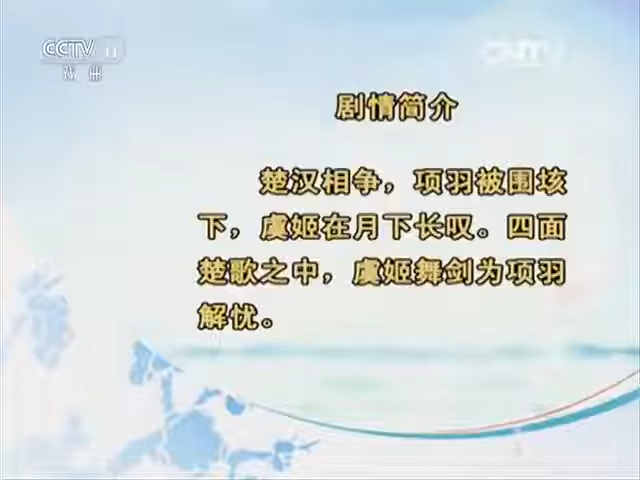 CCTV 11
戏曲
CNTV
剧情简介
楚汉相争，项羽被围垓
下，虞姬在月下长叹。四面
楚歌之中，虞姬舞剑为项羽
解忧。